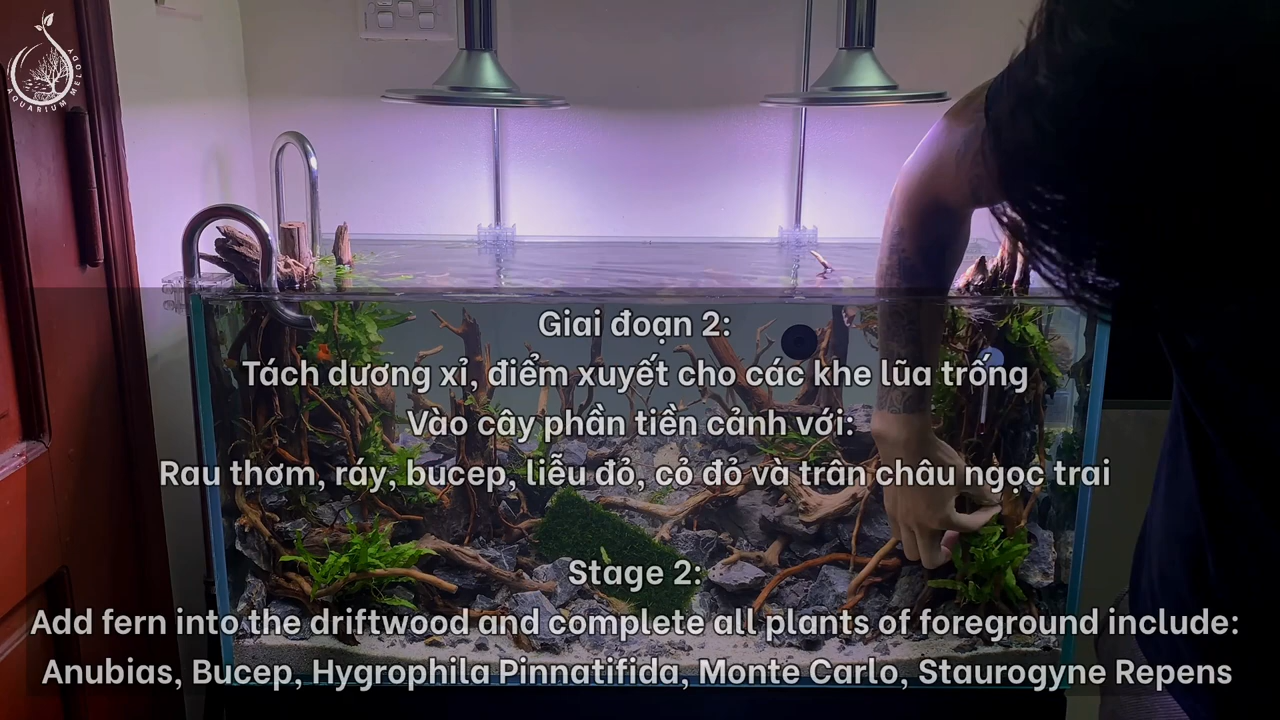 AQUARIUM MELODY
Giai đoạn 2:
Tách dương xỉ, điểm xuyết cho các khe lũa trống
Vào cây phần tiền cảnh với:
Rau thơm, ráy, bucep, liễu đỏ, cỏ đỏ và trân châu ngọc trai
Stage 2:
Add fern into the driftwood and complete all plants of foreground include:
Anubias, Bucep, Hygrophila Pinnatifida, Monte Carlo, Staurogyne Repens